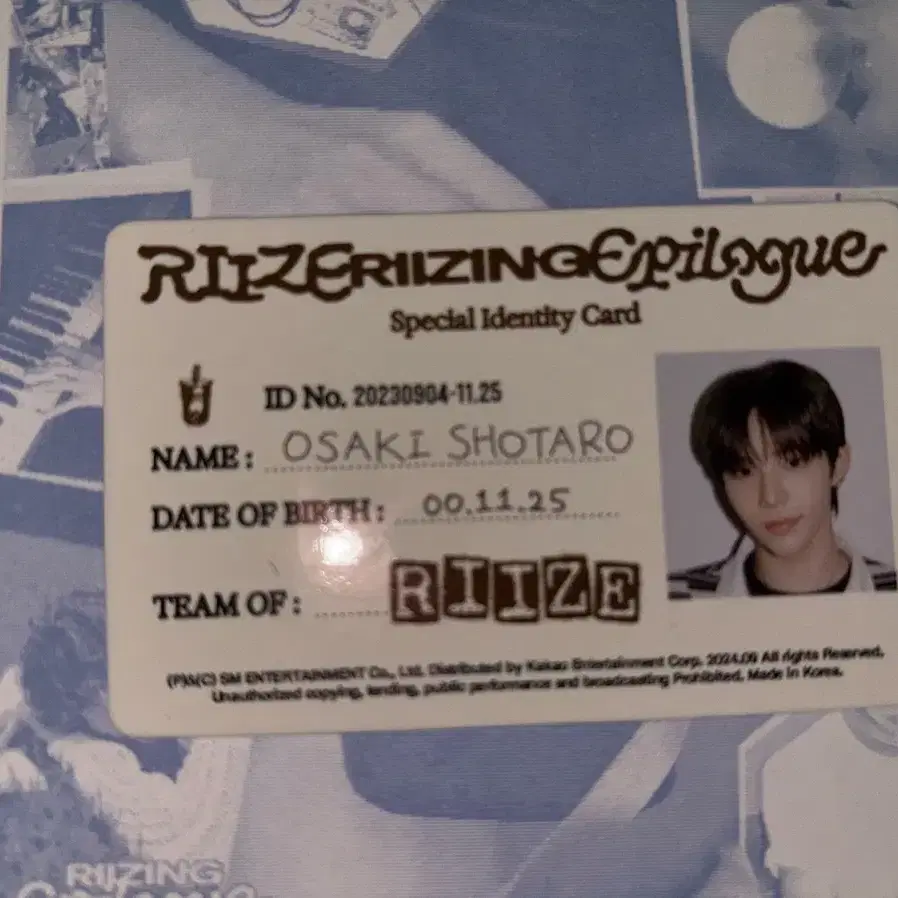 RIIZE RIIZING Epilogue
Special Identity Card
ID No. 20230904-11.25
NAME : OSAKI SHOTARO
DATE OF BIRTH : 00.11.25
TEAM OF : RIIZE
(P)&(C) SM ENTERTAINMENT Co., Ltd. Distributed by Kakao Entertainment Corp. 2024.06 All rights Reserved.
Unauthorized copying, lending, public performance and broadcasting Prohibited. Made in Korea.
RIIZING
Epilogue